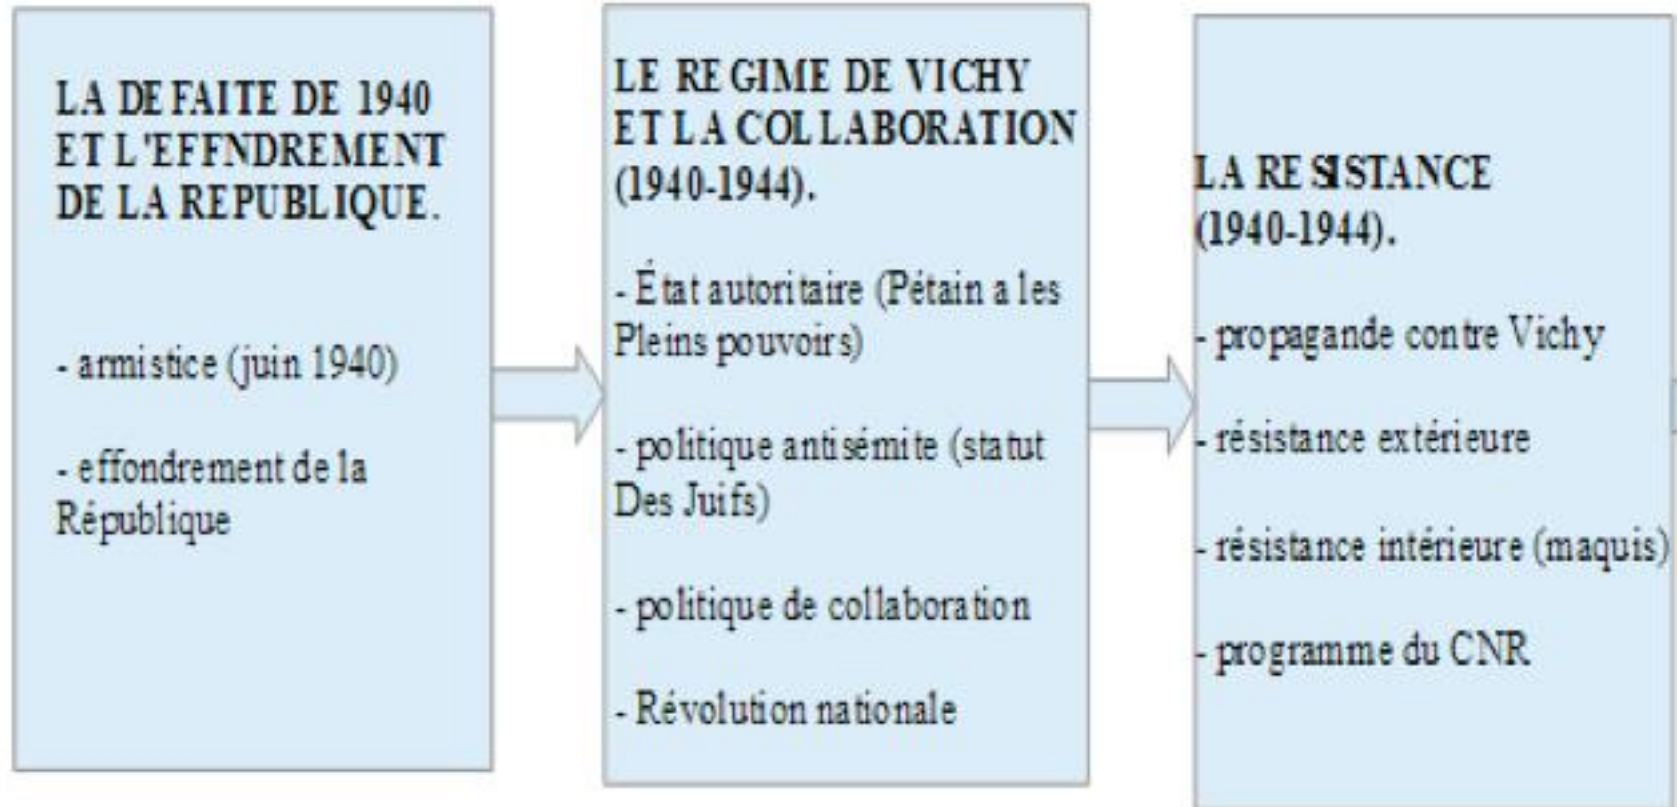 LA DEFAITE DE 1940
ET L'EFFNDREMENT
DE LA REPUBLIQUE.
- armistice (juin 1940)
- effondrement de la
République
LE REGIME DE VICHY
ET LA COLLABORATION
(1940-1944).
- État autoritaire (Pétain a les
Pleins pouvoirs)
- politique antisémite (statut
Des Juifs)
- politique de collaboration
- Révolution nationale
LA RESISTANCE
(1940-1944).
- propagande contre Vichy
- résistance extérieure
- résistance intérieure (maquis)
- programme du CNR